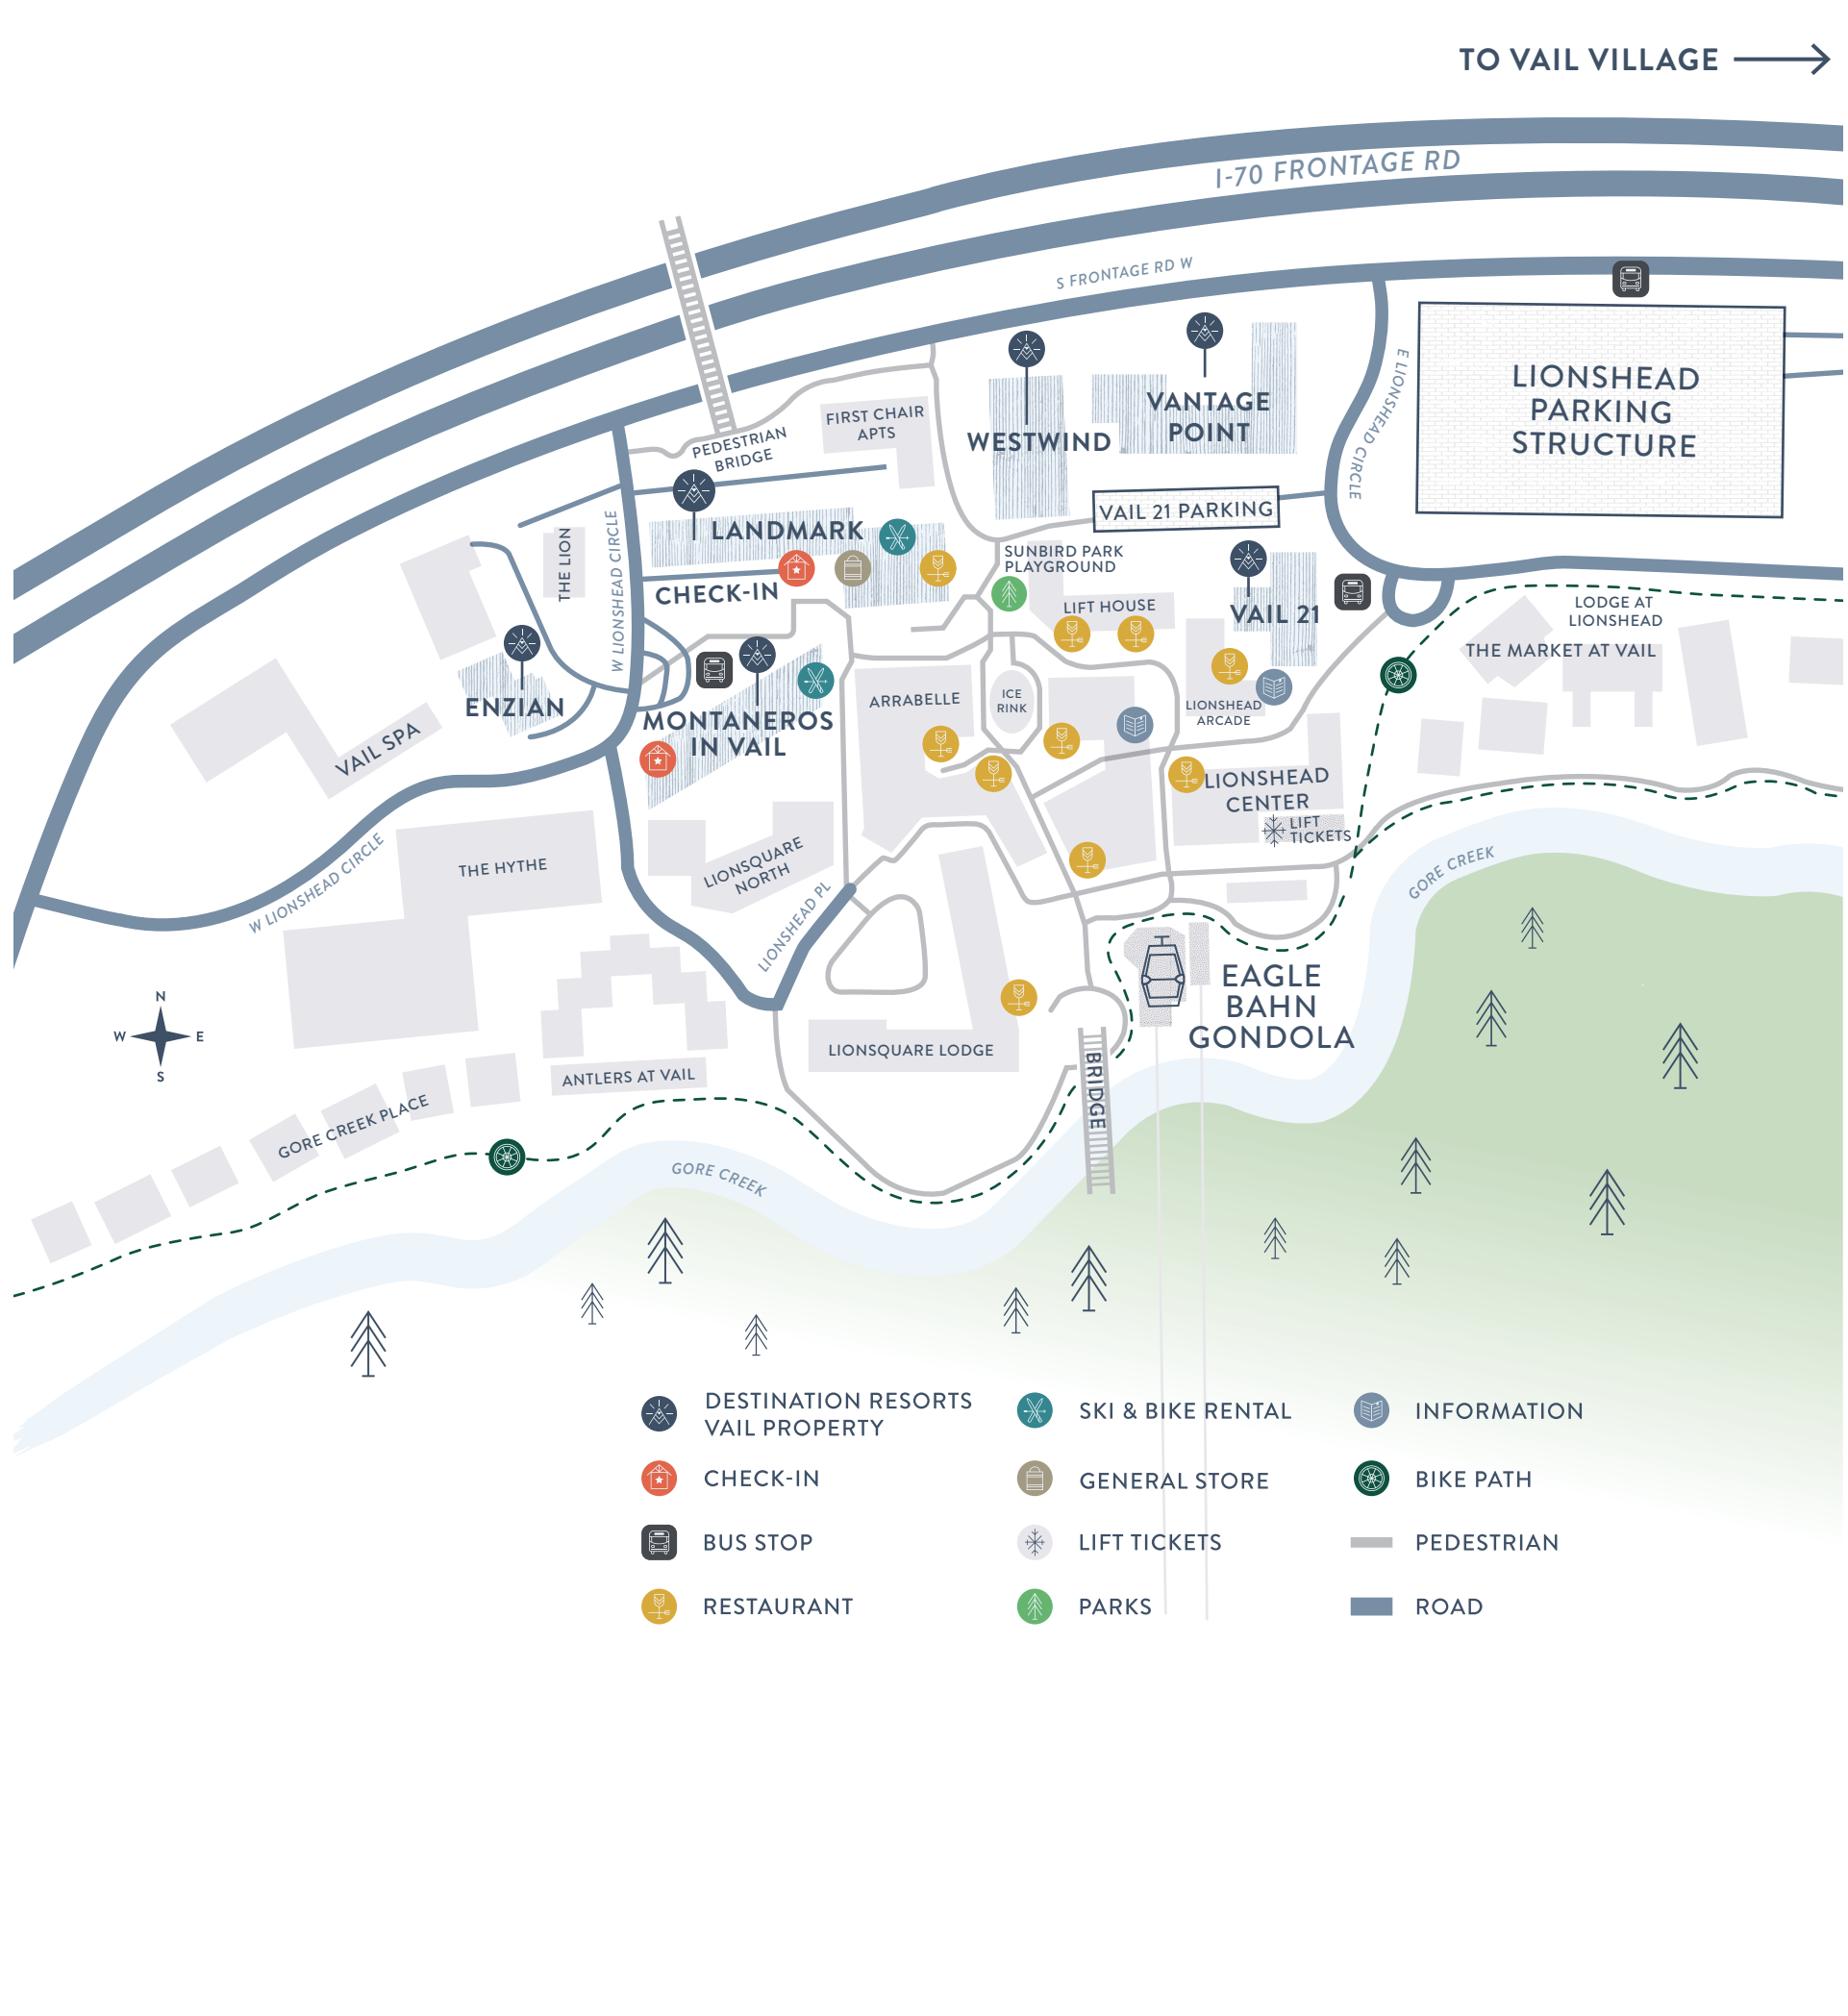 TO VAIL VILLAGE
I-70 FRONTAGE RD
S FRONTAGE RD W
E LIONSHEAD CIRCLE
LIONSHEAD
PARKING
STRUCTURE
VANTAGE
POINT
WESTWIND
FIRST CHAIR
APTS
PEDESTRIAN
BRIDGE
VAIL 21 PARKING
LANDMARK
THE LION
W LIONSHEAD CIRCLE
CHECK-IN
SUNBIRD PARK
PLAYGROUND
LIFT HOUSE
VAIL 21
LODGE AT
LIONSHEAD
THE MARKET AT VAIL
ENZIAN
VAIL SPA
MONTANEROS
IN VAIL
ARRABELLE
ICE
RINK
LIONSHEAD
ARCADE
LIONSHEAD
CENTER
LIFT
TICKETS
THE HYTHE
W LIONSHEAD CIRCLE
LIONSQUARE
NORTH
LIONSHEAD PL
GORE CREEK
EAGLE
BAHN
GONDOLA
N
W
E
S
LIONSQUARE LODGE
BRIDGE
ANTLERS AT VAIL
GORE CREEK PLACE
GORE CREEK
DESTINATION RESORTS
VAIL PROPERTY
CHECK-IN
BUS STOP
RESTAURANT
SKI & BIKE RENTAL
GENERAL STORE
LIFT TICKETS
PARKS
INFORMATION
BIKE PATH
PEDESTRIAN
ROAD